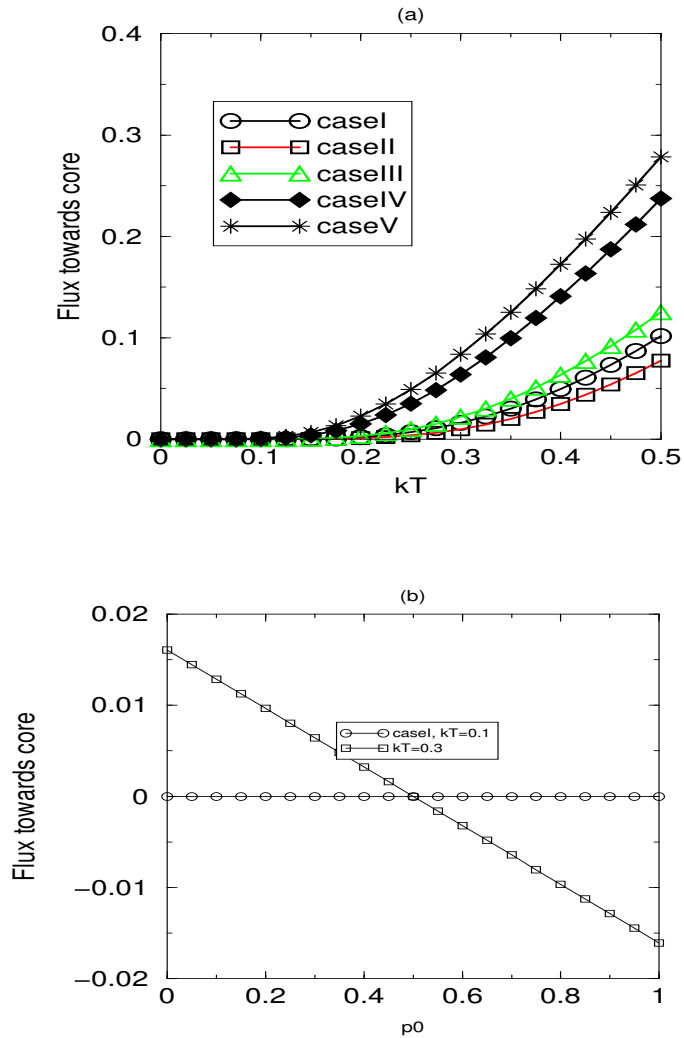 (a)
0.4
0.3
0.2
0.1
0
Flux towards core
caseI
caseII
caseIII
caseIV
caseV
0 0.1 0.2 0.3 0.4 0.5
kT
(b)
0.02
0.01
0
−0.01
−0.02
Flux towards core
caseI, kT=0.1
kT=0.3
0 0.2 0.4 0.6 0.8 1
p0